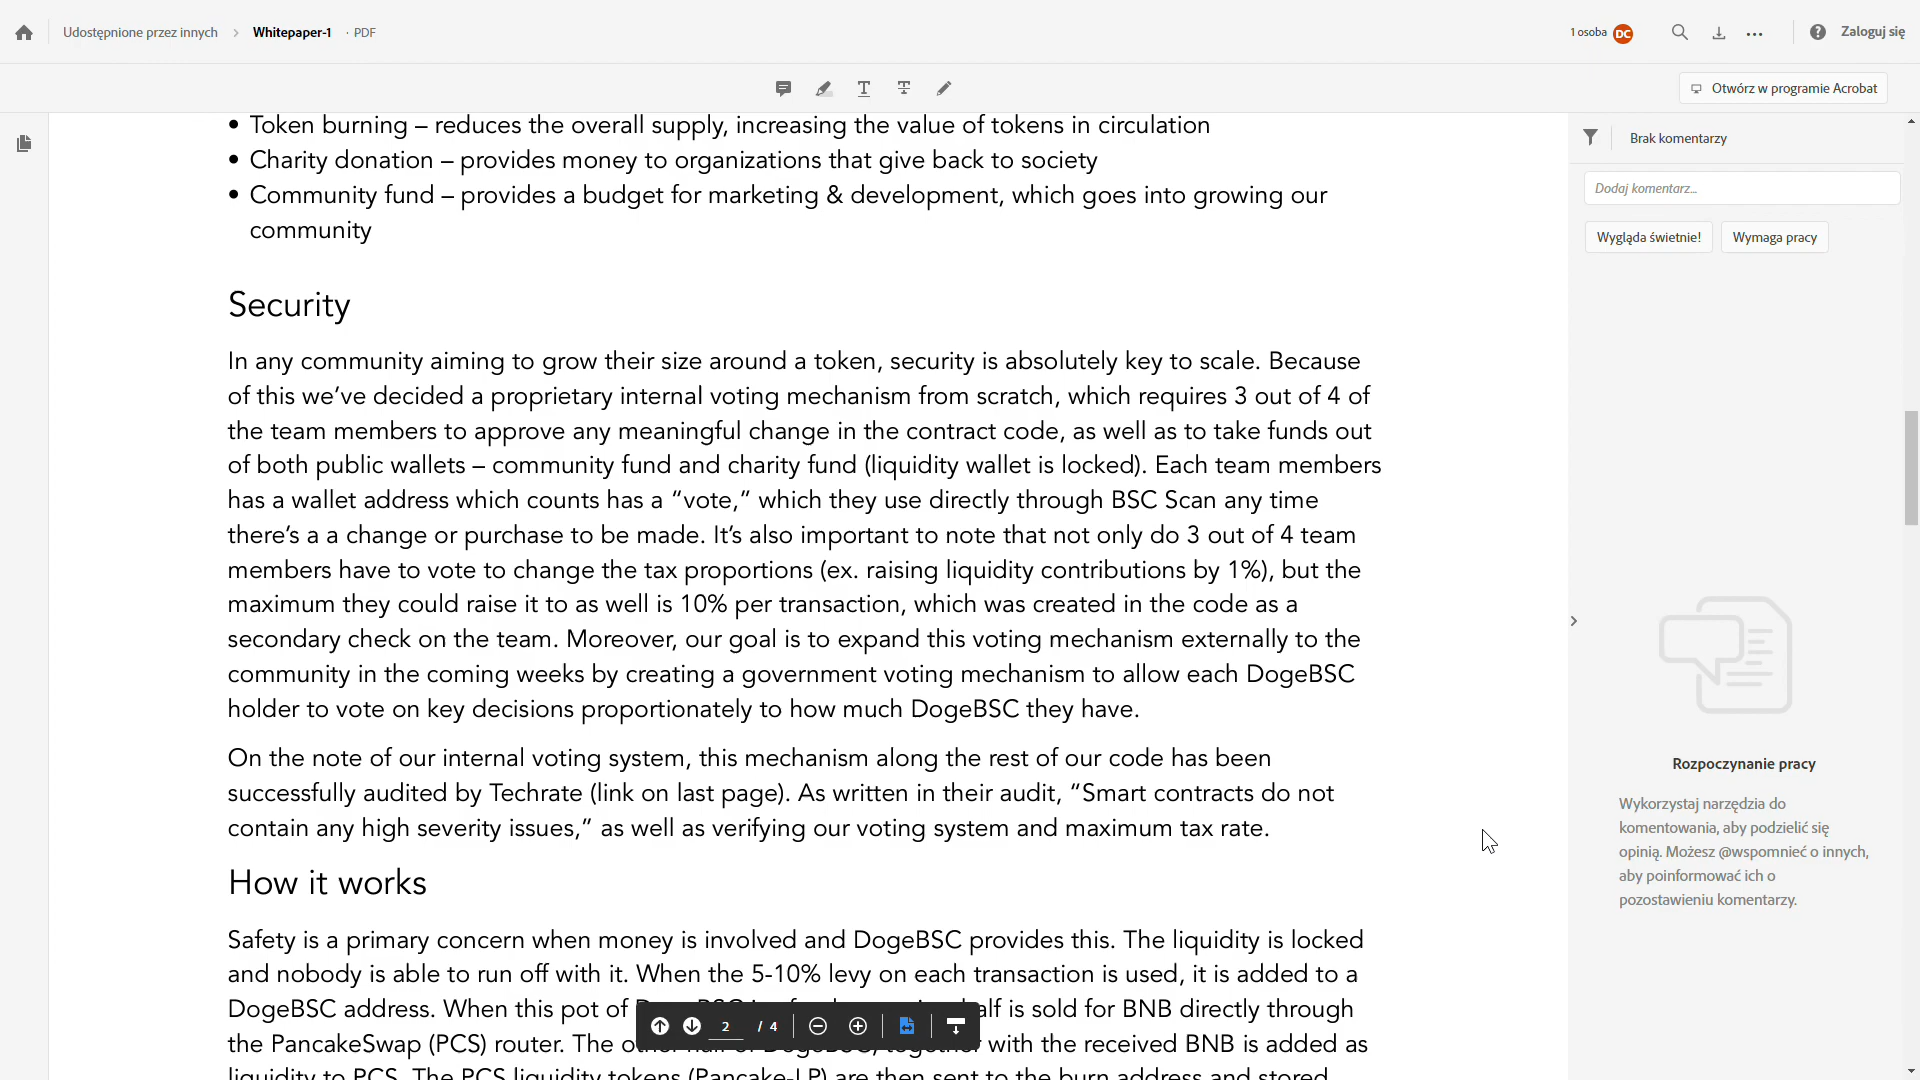 Udostępnione przez innych > Whitepaper-1 · PDF
1 osoba DC
Zaloguj się
Otwórz w programie Acrobat
• Token burning – reduces the overall supply, increasing the value of tokens in circulation
• Charity donation – provides money to organizations that give back to society
• Community fund – provides a budget for marketing & development, which goes into growing our
community
Security
In any community aiming to grow their size around a token, security is absolutely key to scale. Because
of this we've decided a proprietary internal voting mechanism from scratch, which requires 3 out of 4 of
the team members to approve any meaningful change in the contract code, as well as to take funds out
of both public wallets – community fund and charity fund (liquidity wallet is locked). Each team members
has a wallet address which counts has a “vote,” which they use directly through BSC Scan any time
there's a a change or purchase to be made. It's also important to note that not only do 3 out of 4 team
members have to vote to change the tax proportions (ex. raising liquidity contributions by 1%), but the
maximum they could raise it to as well is 10% per transaction, which was created in the code as a
secondary check on the team. Moreover, our goal is to expand this voting mechanism externally to the
community in the coming weeks by creating a government voting mechanism to allow each DogeBSC
holder to vote on key decisions proportionately to how much DogeBSC they have.
On the note of our internal voting system, this mechanism along the rest of our code has been
successfully audited by Techrate (link on last page). As written in their audit, “Smart contracts do not
contain any high severity issues,” as well as verifying our voting system and maximum tax rate.
How it works
Safety is a primary concern when money is involved and DogeBSC provides this. The liquidity is locked
and nobody is able to run off with it. When the 5-10% levy on each transaction is used, it is added to a
DogeBSC address. When this pot of half is sold for BNB directly through
the PancakeSwap (PCS) router. The with the received BNB is added as
liquidity to PCS. The PCS liquidity tokens (Pancake-LP) are then sent to the burn address and stored
2 / 4
Brak komentarzy
Dodaj komentarz...
Wygląda świetnie! Wymaga pracy
Rozpoczynanie pracy
Wykorzystaj narzędzia do
komentowania, aby podzielić się
opinią. Możesz @wspomnieć o innych,
aby poinformować ich o
pozostawieniu komentarzy.